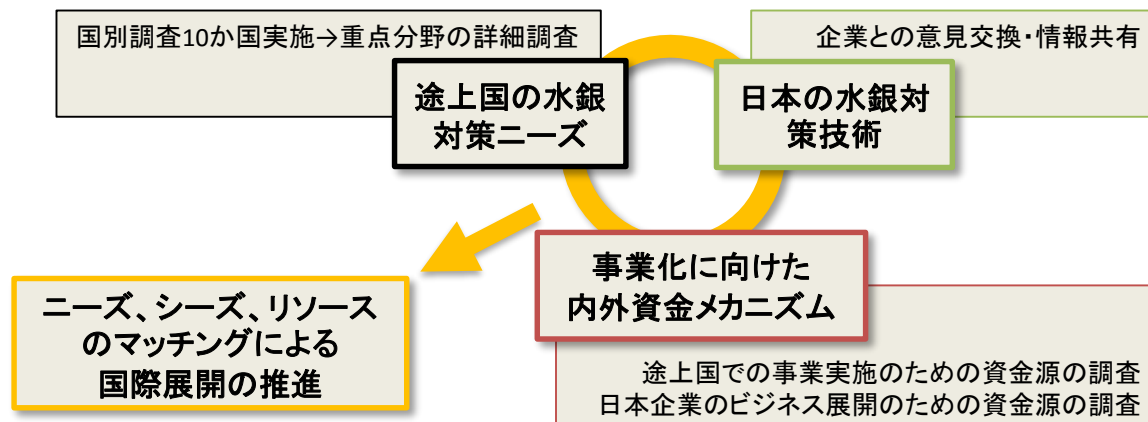 国別調査10か国実施→重点分野の詳細調査
企業との意見交換・情報共有
途上国の水銀
対策ニーズ
日本の水銀対
策技術
事業化に向けた
内外資金メカニズム
ニーズ、シーズ、リソース
のマッチングによる
国際展開の推進
途上国での事業実施のための資金源の調査
日本企業のビジネス展開のための資金源の調査